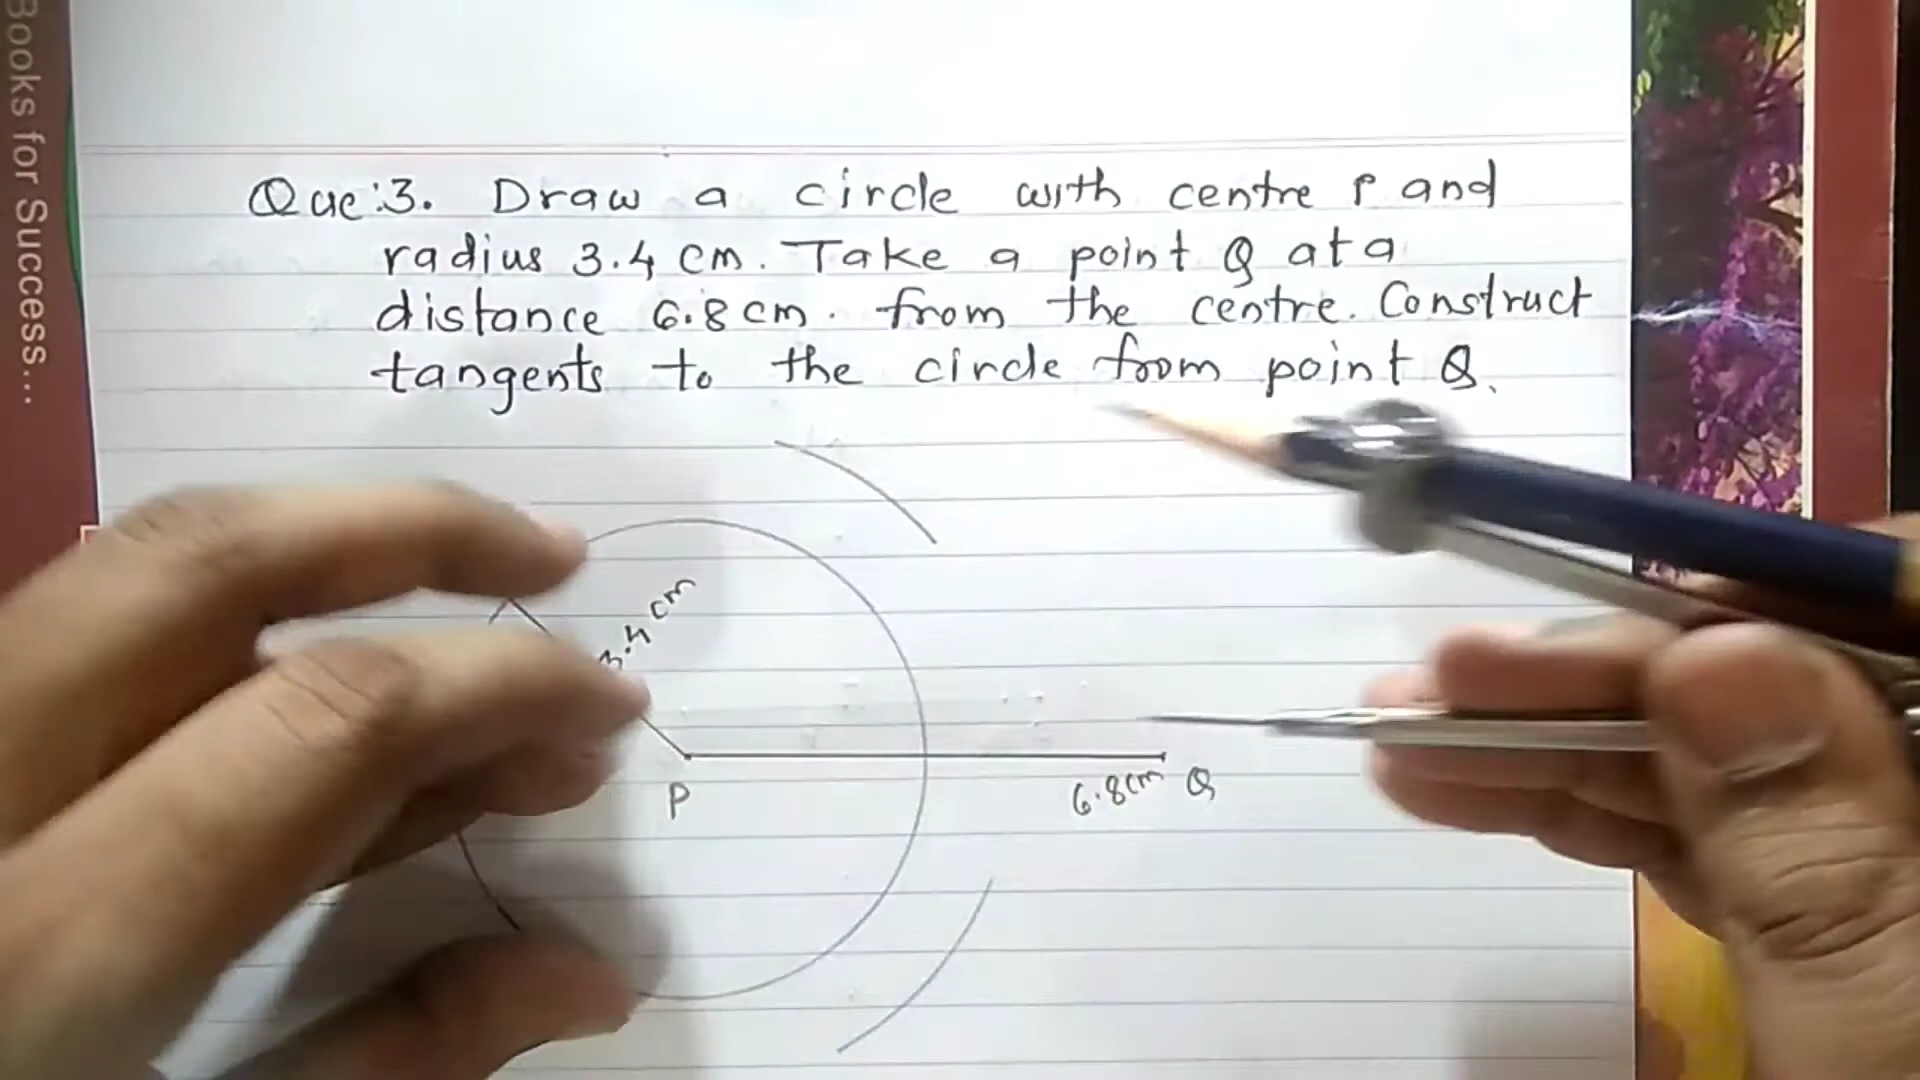 Books for Success...
Que:3. Draw a circle with centre P and
radius 3.4 cm. Take a point Q at a
distance 6.8 cm. from the centre. Construct
tangents to the circle from point Q.
3.4 cm
P
6.8cm Q